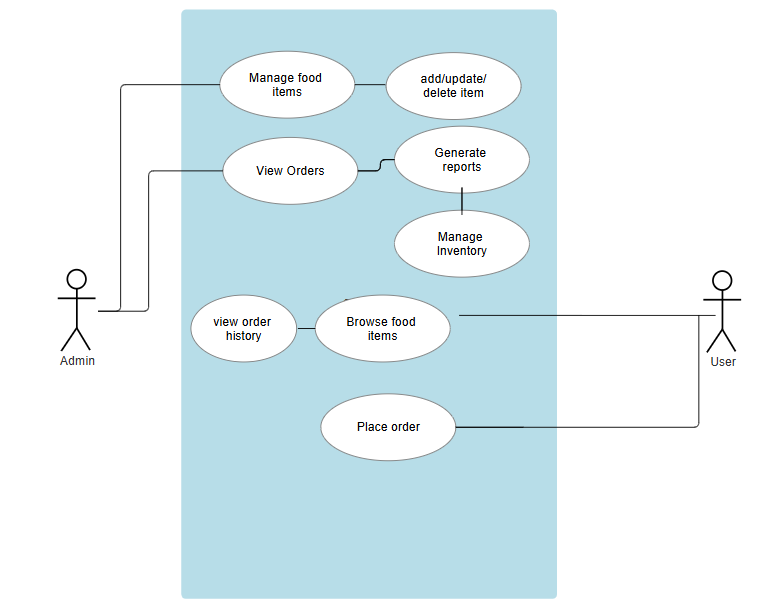 Manage food
items
add/update/
delete item
View Orders
Generate
reports
Manage
Inventory
Admin
view order
history
Browse food
items
User
Place order